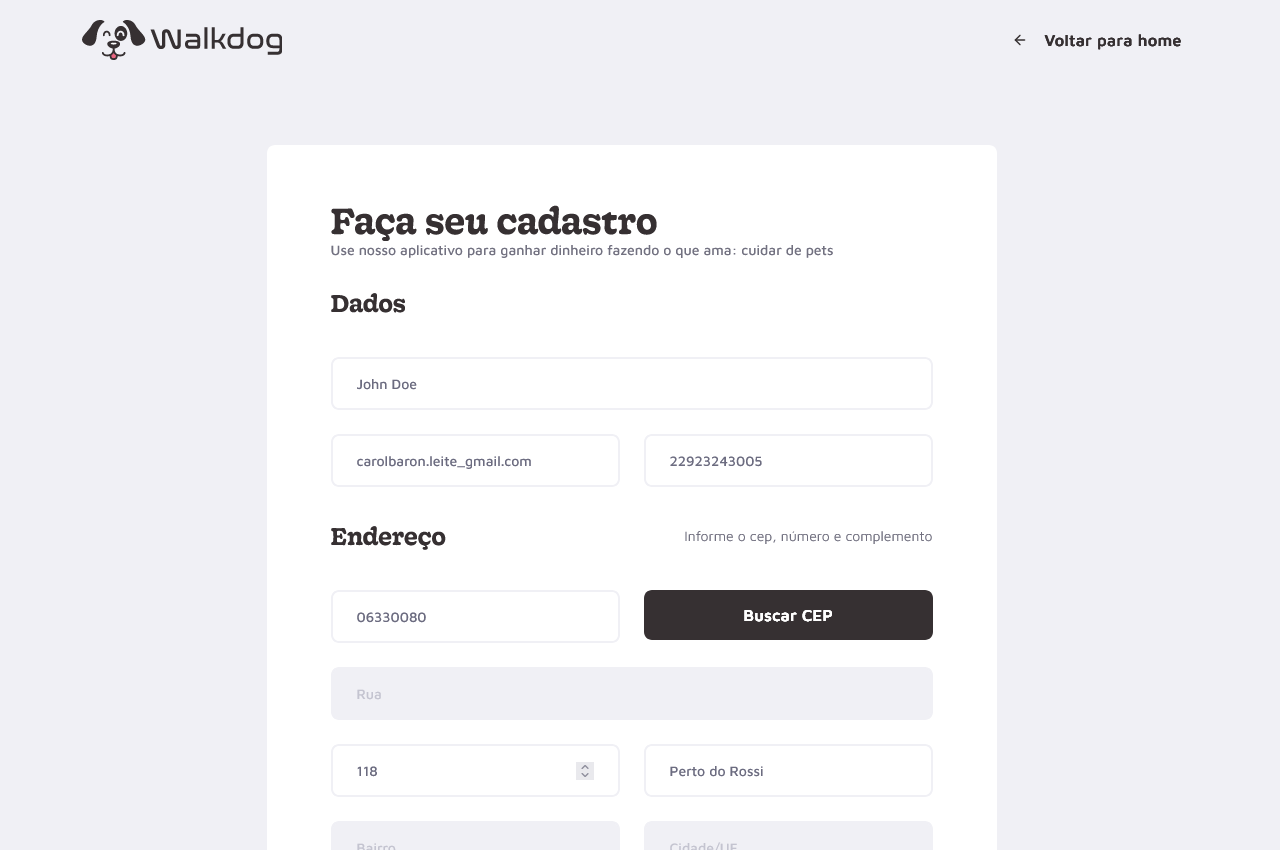 Walkdog
Voltar para home
Faça seu cadastro
Use nosso aplicativo para ganhar dinheiro fazendo o que ama: cuidar de pets
Dados
John Doe
carolbaron.leite_gmail.com
22923243005
Endereço
Informe o cep, número e complemento
06330080
Buscar CEP
Rua
118
Perto do Rossi
Bairro
Cidade/UF